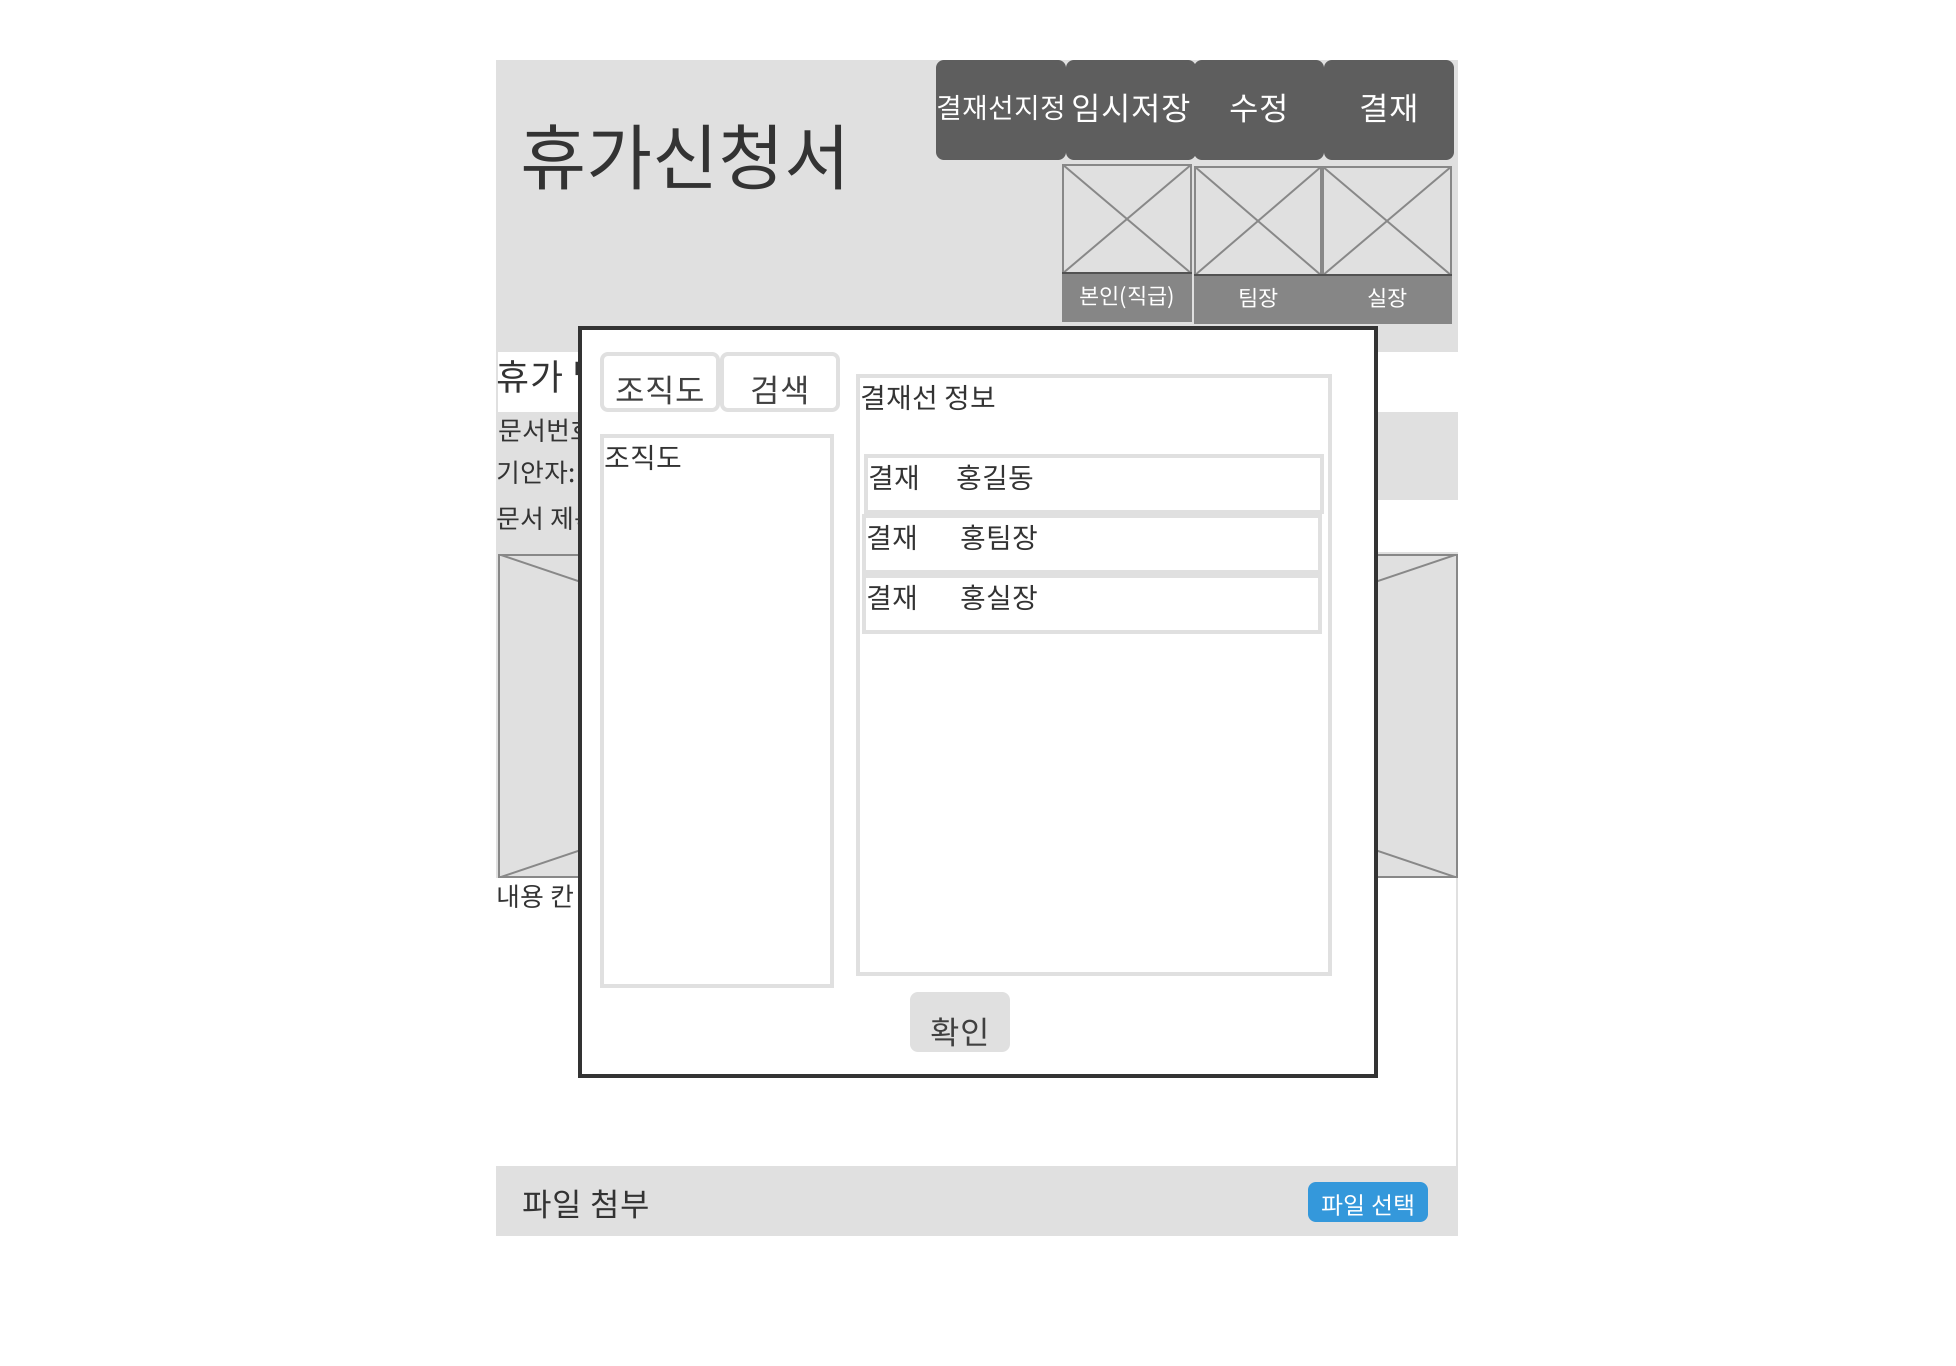 결재선지정 임시저장 수정 결재
휴가신청서
본인(직급) 팀장 실장
휴가
문서번호
기안자:
문서
조직도 검색
결재선 정보
조직도
결재 홍길동
결재 홍팀장
결재 홍실장
내용 칸
확인
파일 첨부
파일 선택